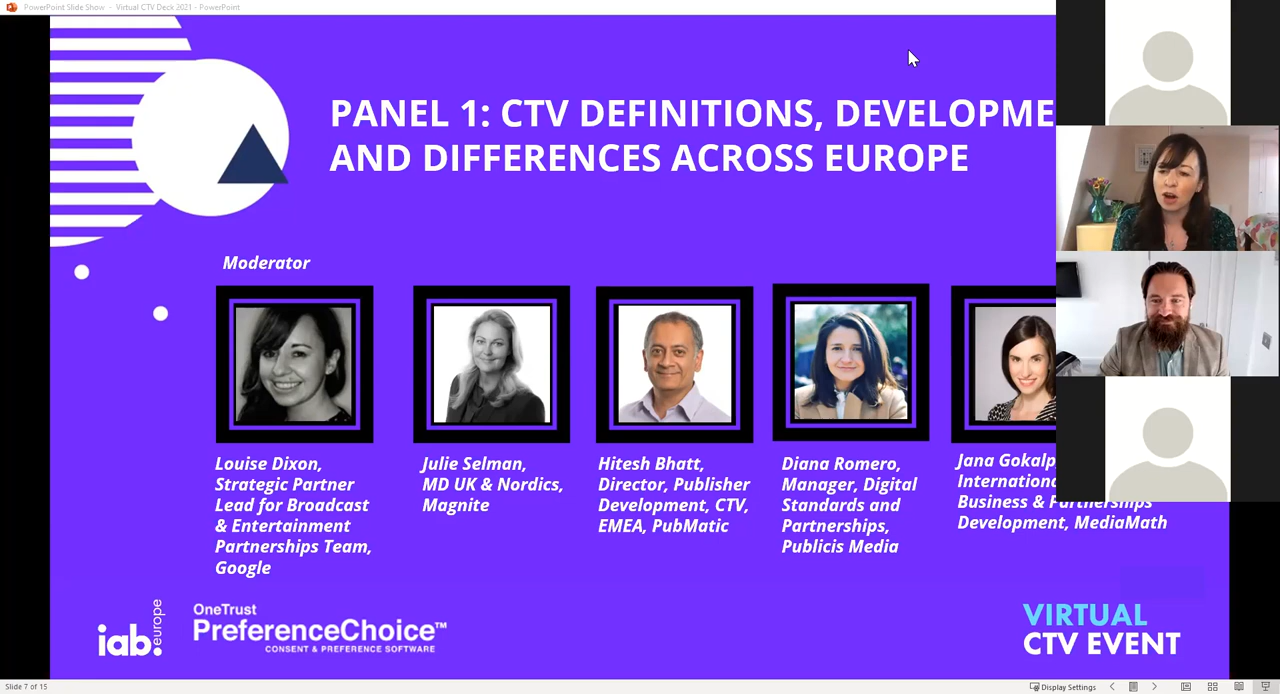 PowerPoint Slide Show - Virtual CTV Deck 2021 - PowerPoint
PANEL 1: CTV DEFINITIONS, DEVELOPME
AND DIFFERENCES ACROSS EUROPE
Moderator
Louise Dixon,
Strategic Partner
Lead for Broadcast
& Entertainment
Partnerships Team,
Google
Julie Selman,
MD UK & Nordics,
Magnite
Hitesh Bhatt,
Director, Publisher
Development, CTV,
EMEA, PubMatic
Diana Romero,
Manager, Digital
Standards and
Partnerships,
Publicis Media
Jana Gokalp
Internationa
Business & Partnerships
Development, MediaMath
iab. europe
OneTrust
PreferenceChoice™
CONSENT & PREFERENCE SOFTWARE
VIRTUAL
CTV EVENT
Slide 7 of 15
Display Settings